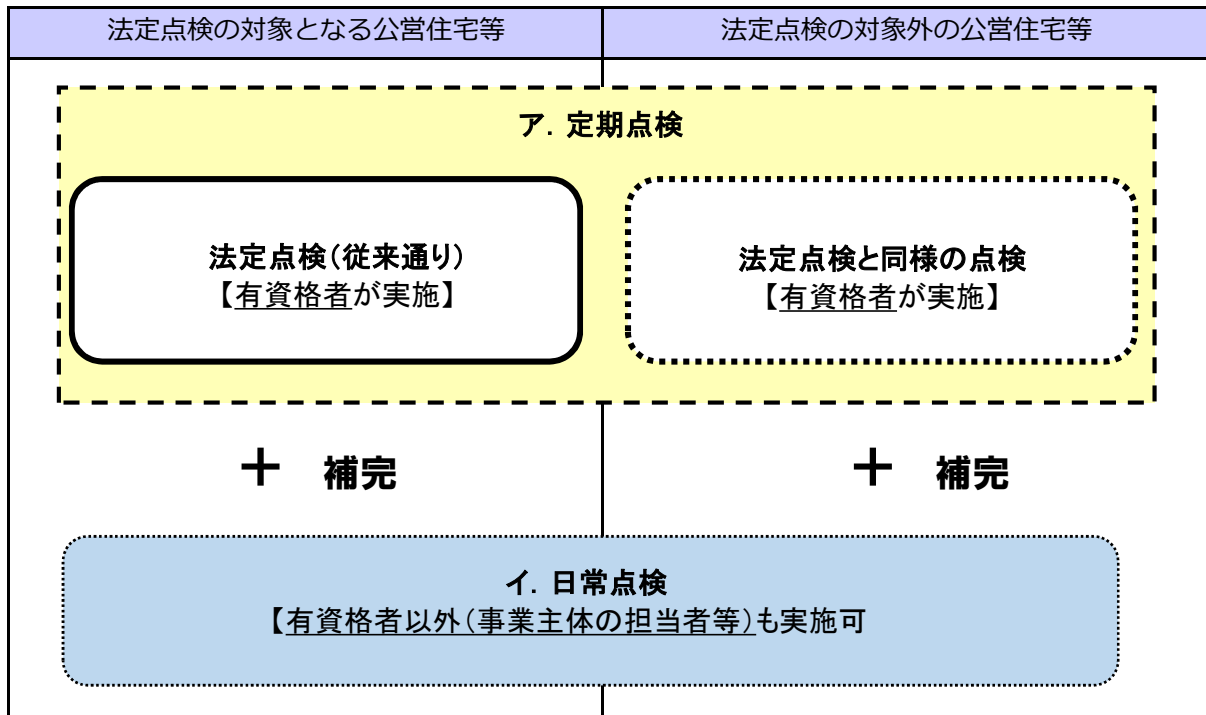 法定点検の対象となる公営住宅等
法定点検の対象外の公営住宅等
ア．定期点検
法定点検（従来通り）
【有資格者が実施】
法定点検と同様の点検
【有資格者が実施】
＋　補完
＋　補完
イ．日常点検
【有資格者以外（事業主体の担当者等）も実施可